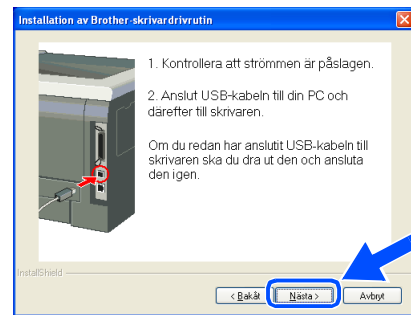 Installation av Brother-skrivardrivrutin
1. Kontrollera att strömmen är påslagen.
2. Anslut USB-kabeln till din PC och
därefter till skrivaren.
Om du redan har anslutit USB-kabeln till
skrivaren ska du dra ut den och ansluta
den igen.
InstallShield
< Bakåt Nästa > Avbryt